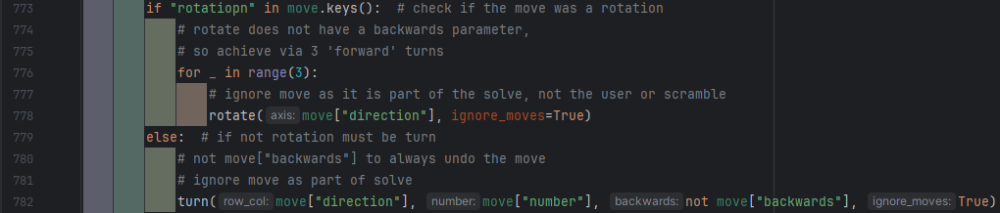 773 if "rotatiopn" in move.keys():  # check if the move was a rotation
774 # rotate does not have a backwards parameter,
775 # so achieve via 3 'forward' turns
776 for _ in range(3):
777 # ignore move as it is part of the solve, not the user or scramble
778 rotate( axis: move["direction"], ignore_moves=True)
779 else:  # if not rotation must be turn
780 # not move["backwards"] to always undo the move
781 # ignore move as part of solve
782 turn( row_col: move["direction"], number: move["number"], backwards: not move["backwards"], ignore_moves: True)